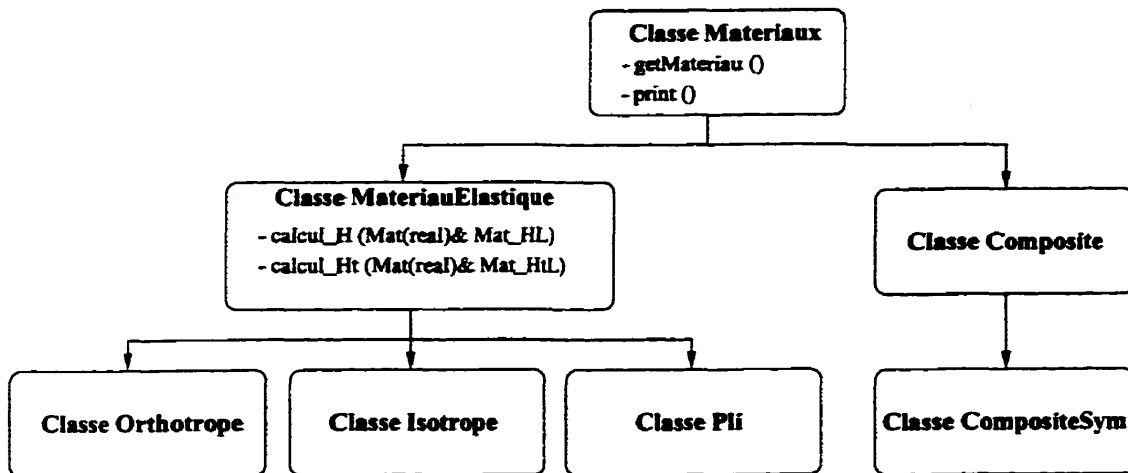 Classe Materiaux
- getMateriau ()
- print ()
Classe MateriauElastique
- calcul_H (Mat(real)& Mat_HL)
- calcul_Ht (Mat(real)& Mat_HtL)
Classe Composite
Classe Orthotrope
Classe Isotrope
Classe Pli
Classe CompositeSym